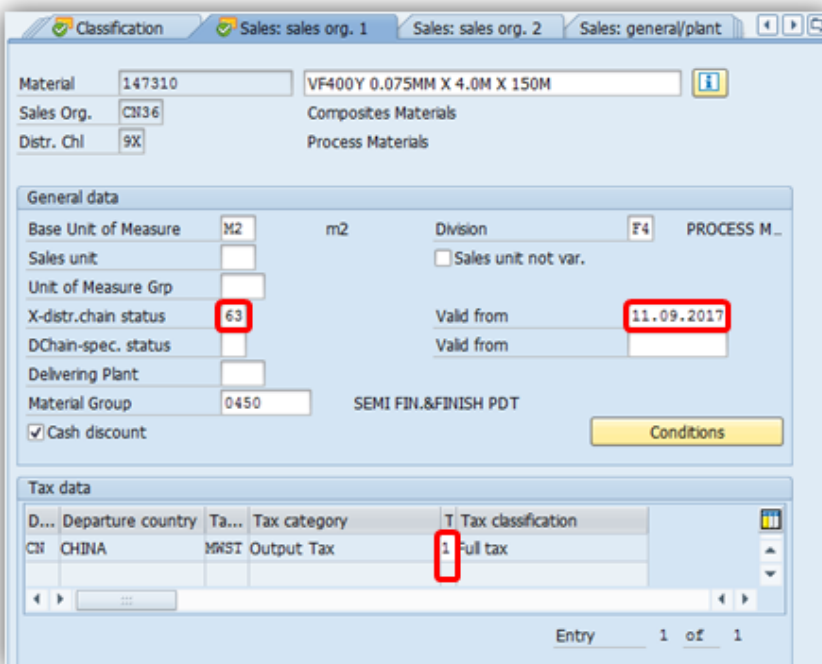 Classification Sales: sales org. 1 Sales: sales org. 2 Sales: general/plant
Material 147310 VF400Y 0.075MM X 4.0M X 150M
Sales Org. CN36 Composites Materials
Distr. Chl 9X Process Materials
General data
Base Unit of Measure M2 m2 Division F4 PROCESS M...
Sales unit Sales unit not var.
Unit of Measure Grp
X-distr.chain status 63 Valid from 11.09.2017
DChain-spec. status Valid from
Delivering Plant
Material Group 0450 SEMI FIN.&FINISH PDT
Cash discount Conditions
Tax data
D... Departure country Ta... Tax category T Tax classification
CN CHINA MWST Output Tax 1 Full tax
Entry 1 of 1